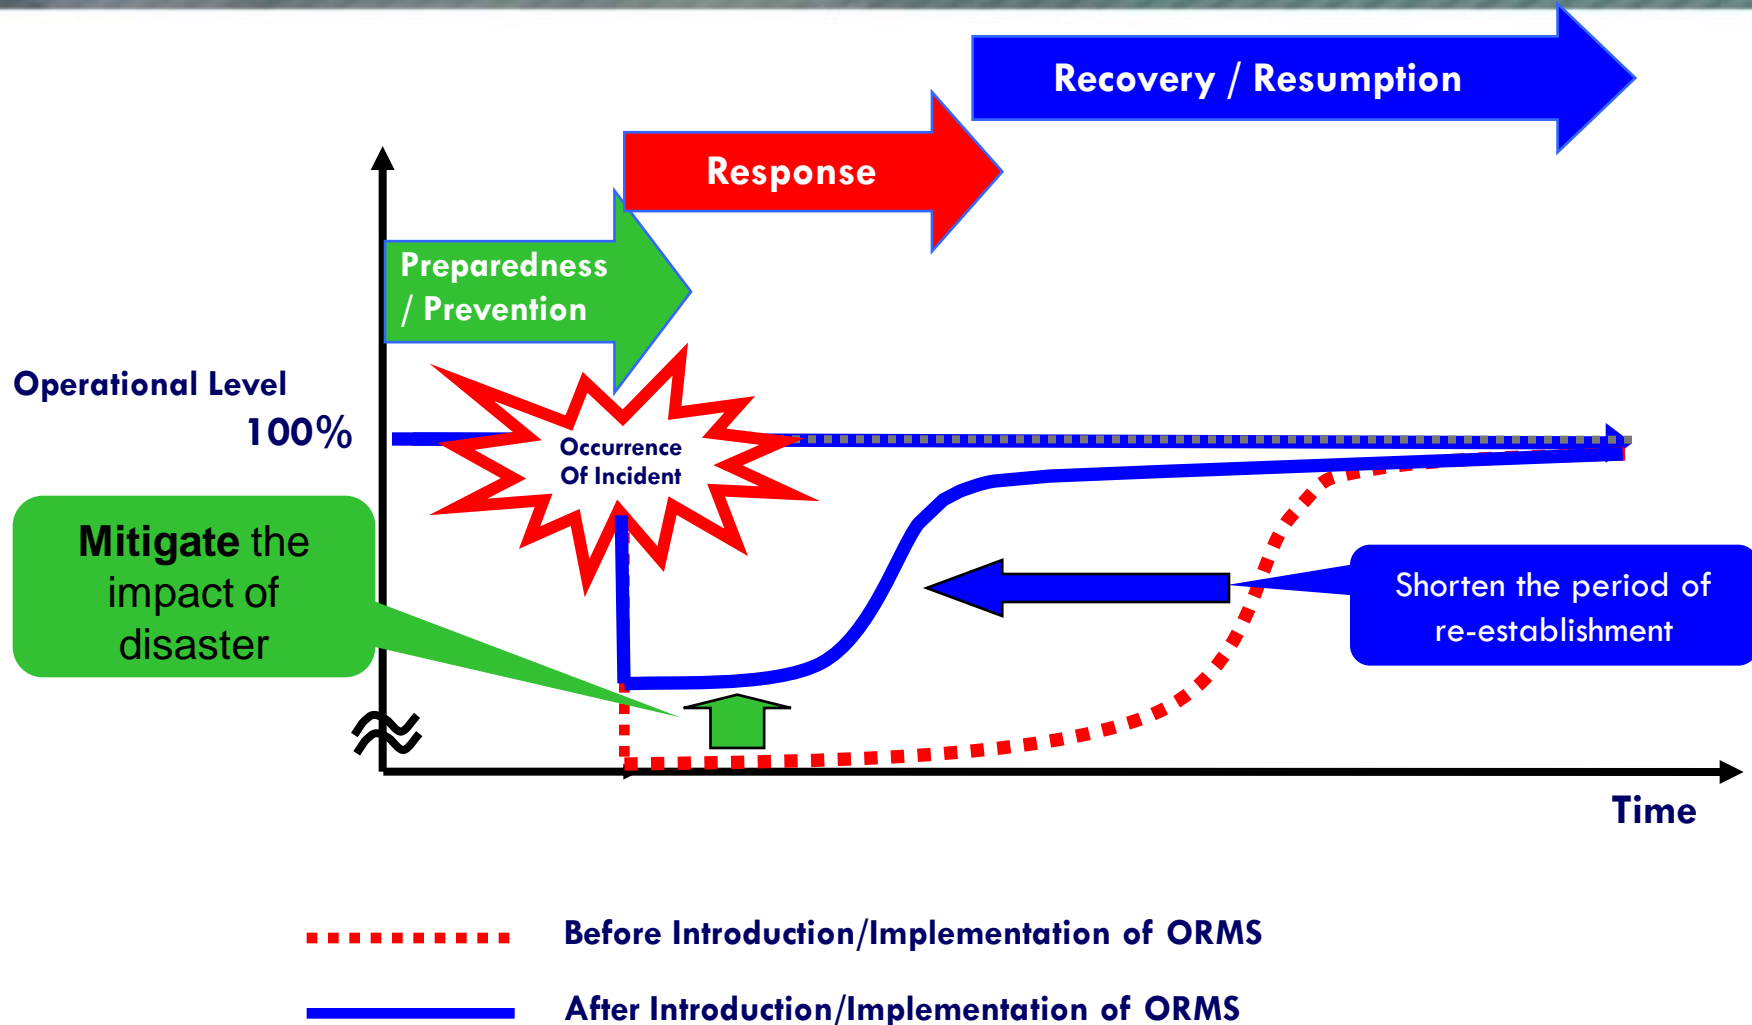 Recovery / Resumption
Response
Preparedness
/ Prevention
Operational Level
100%
Occurrence
Of Incident
Mitigate the
impact of
disaster
Shorten the period of
re-establishment
Time
Before Introduction/Implementation of ORMS
After Introduction/Implementation of ORMS